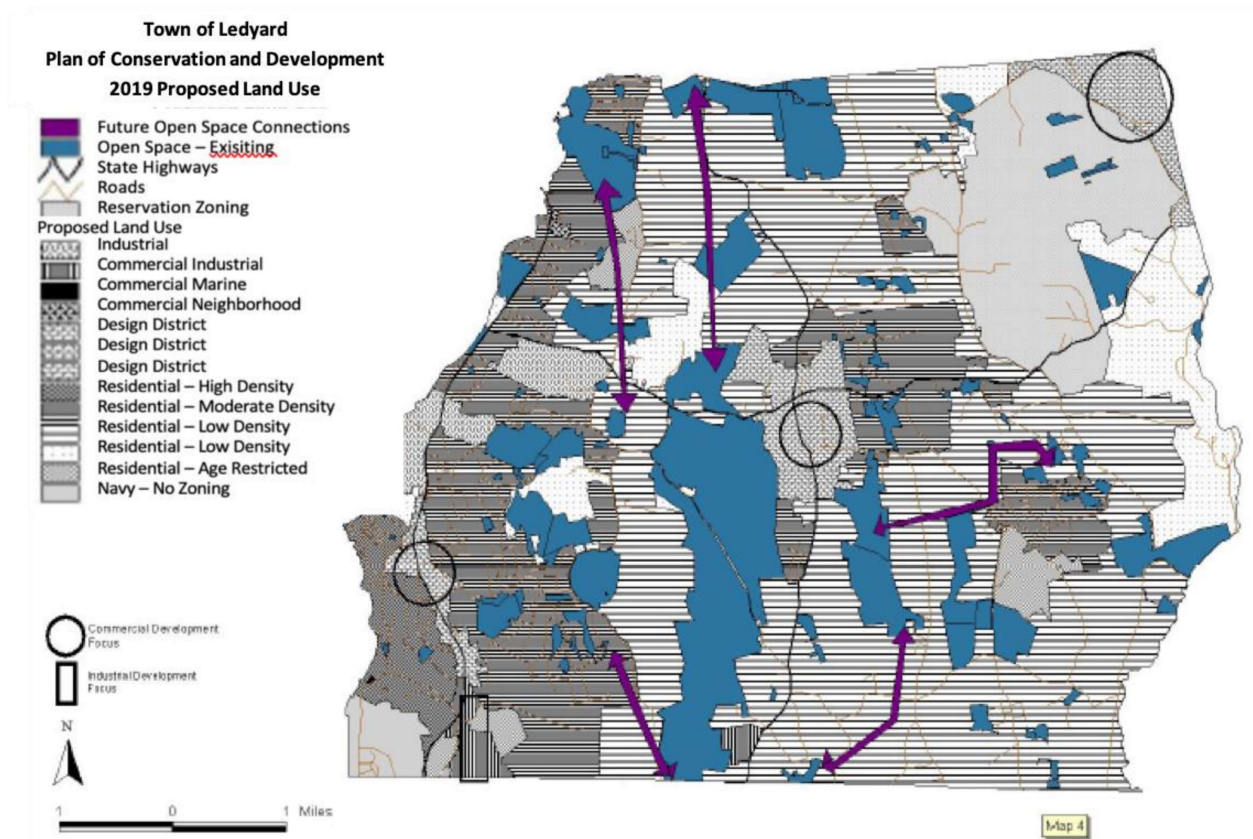 Town of Ledyard
Plan of Conservation and Development
2019 Proposed Land Use
Future Open Space Connections
Open Space – Exisiting
State Highways
Roads
Reservation Zoning
Proposed Land Use
Industrial
Commercial Industrial
Commercial Marine
Commercial Neighborhood
Design District
Design District
Design District
Residential – High Density
Residential – Moderate Density
Residential – Low Density
Residential – Low Density
Residential – Age Restricted
Navy – No Zoning
Commercial Development
Focus
Industrial Development
Focus
N
1 0 1 Miles
Map 4